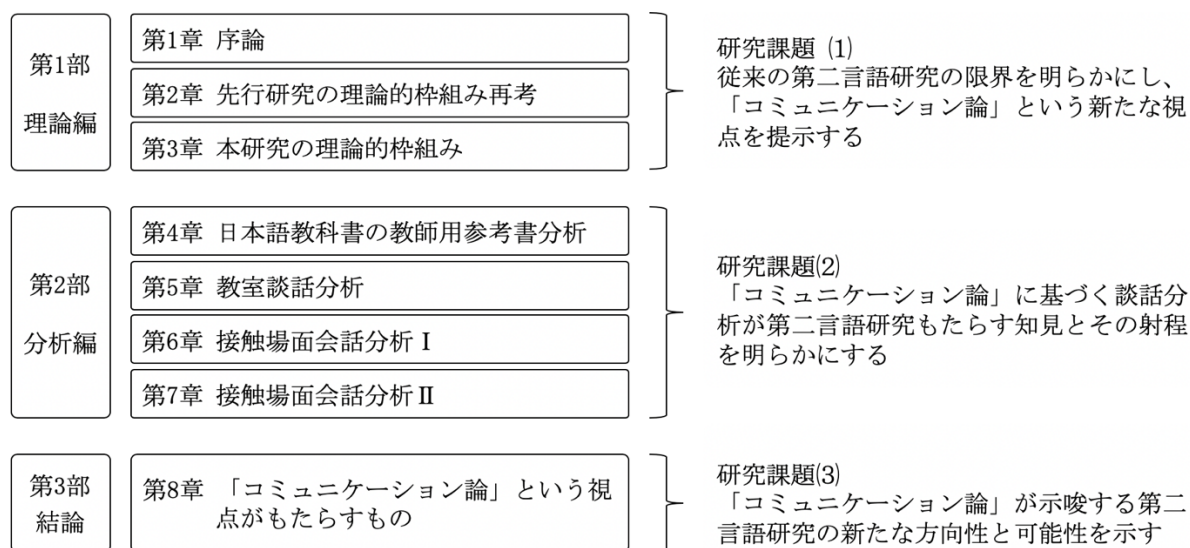 第1部
理論編
第1章 序論
第2章 先行研究の理論的枠組み再考
第3章 本研究の理論的枠組み
研究課題 (1)
従来の第二言語研究の限界を明らかにし、
「コミュニケーション論」という新たな視
点を提示する
第2部
分析編
第4章 日本語教科書の教師用参考書分析
第5章 教室談話分析
第6章 接触場面会話分析Ⅰ
第7章 接触場面会話分析Ⅱ
研究課題(2)
「コミュニケーション論」に基づく談話分
析が第二言語研究もたらす知見とその射程
を明らかにする
第3部
結論
第8章 「コミュニケーション論」という視
点がもたらすもの
研究課題(3)
「コミュニケーション論」が示唆する第二
言語研究の新たな方向性と可能性を示す